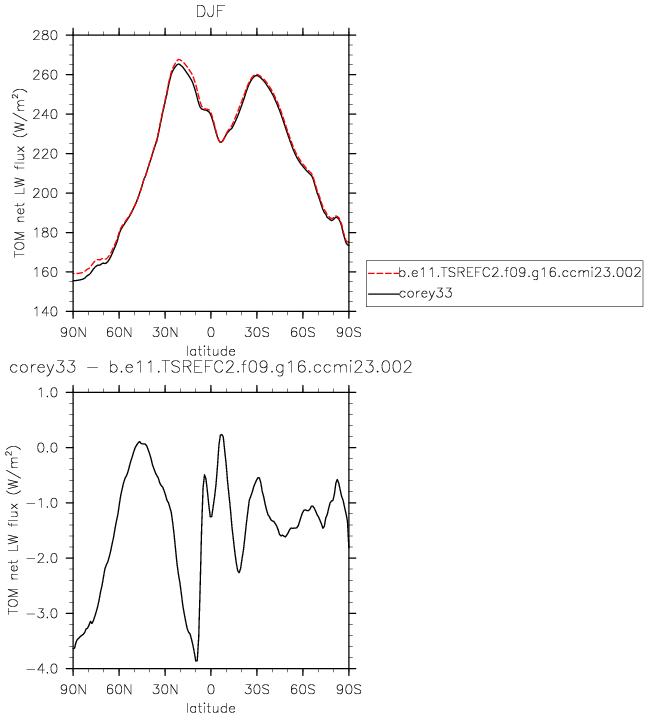 DJF
TOM net LW flux (W/m²)
280
260
240
220
200
180
160
140
90N 60N 30N 0 30S 60S 90S
latitude
b.e11.TSREFC2.f09.g16.ccmi23.002
corey33
corey33 − b.e11.TSREFC2.f09.g16.ccmi23.002
TOM net LW flux (W/m²)
1.0
0.0
−1.0
−2.0
−3.0
−4.0
90N 60N 30N 0 30S 60S 90S
latitude